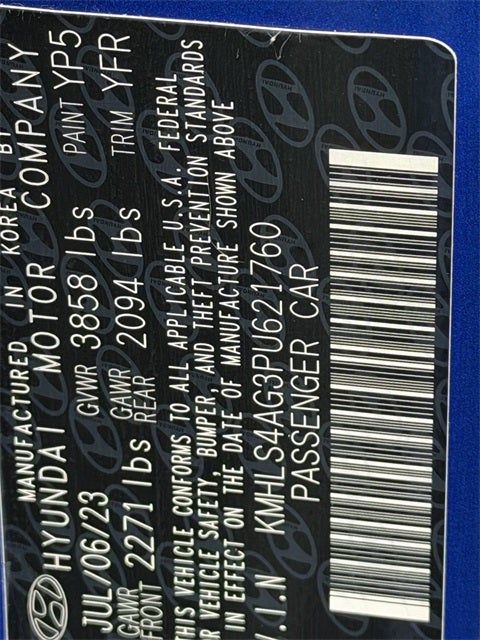 MANUFACTURED IN KOREA BY
HYUNDAI MOTOR COMPANY
JUL/06/23 GVWR 3858 lbs PAINT YP5
GAWR FRONT 2271 lbs GAWR REAR 2094 lbs TRIM YFR
THIS VEHICLE CONFORMS TO ALL APPLICABLE U.S.A. FEDERAL
VEHICLE SAFETY, BUMPER, AND THEFT PREVENTION STANDARDS
IN EFFECT ON THE DATE OF MANUFACTURE SHOWN ABOVE
V.I.N KMHLS4AG3PU621760
PASSENGER CAR